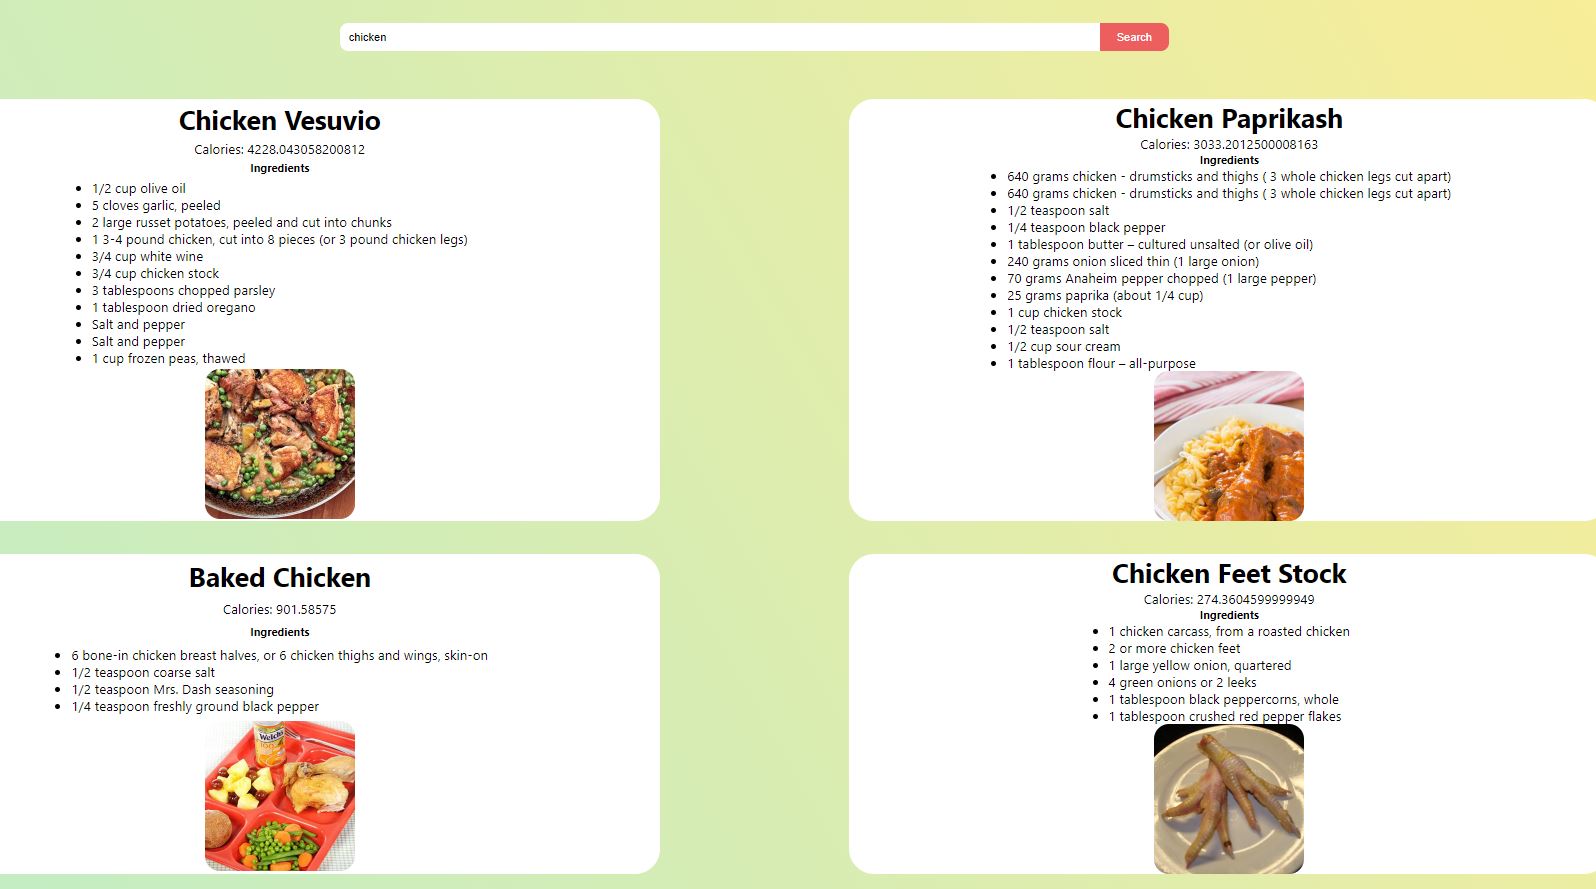 chicken
Search
Chicken Vesuvio
Calories: 4228.043058200812
Ingredients
1/2 cup olive oil
5 cloves garlic, peeled
2 large russet potatoes, peeled and cut into chunks
1 3-4 pound chicken, cut into 8 pieces (or 3 pound chicken legs)
3/4 cup white wine
3/4 cup chicken stock
3 tablespoons chopped parsley
1 tablespoon dried oregano
Salt and pepper
Salt and pepper
1 cup frozen peas, thawed
Chicken Paprikash
Calories: 3033.2012500008163
Ingredients
640 grams chicken - drumsticks and thighs ( 3 whole chicken legs cut apart)
640 grams chicken - drumsticks and thighs ( 3 whole chicken legs cut apart)
1/2 teaspoon salt
1/4 teaspoon black pepper
1 tablespoon butter – cultured unsalted (or olive oil)
240 grams onion sliced thin (1 large onion)
70 grams Anaheim pepper chopped (1 large pepper)
25 grams paprika (about 1/4 cup)
1 cup chicken stock
1/2 teaspoon salt
1/2 cup sour cream
1 tablespoon flour – all-purpose
Baked Chicken
Calories: 901.58575
Ingredients
6 bone-in chicken breast halves, or 6 chicken thighs and wings, skin-on
1/2 teaspoon coarse salt
1/2 teaspoon Mrs. Dash seasoning
1/4 teaspoon freshly ground black pepper
Welch's
Chicken Feet Stock
Calories: 274.3604599999949
Ingredients
1 chicken carcass, from a roasted chicken
2 or more chicken feet
1 large yellow onion, quartered
4 green onions or 2 leeks
1 tablespoon black peppercorns, whole
1 tablespoon crushed red pepper flakes